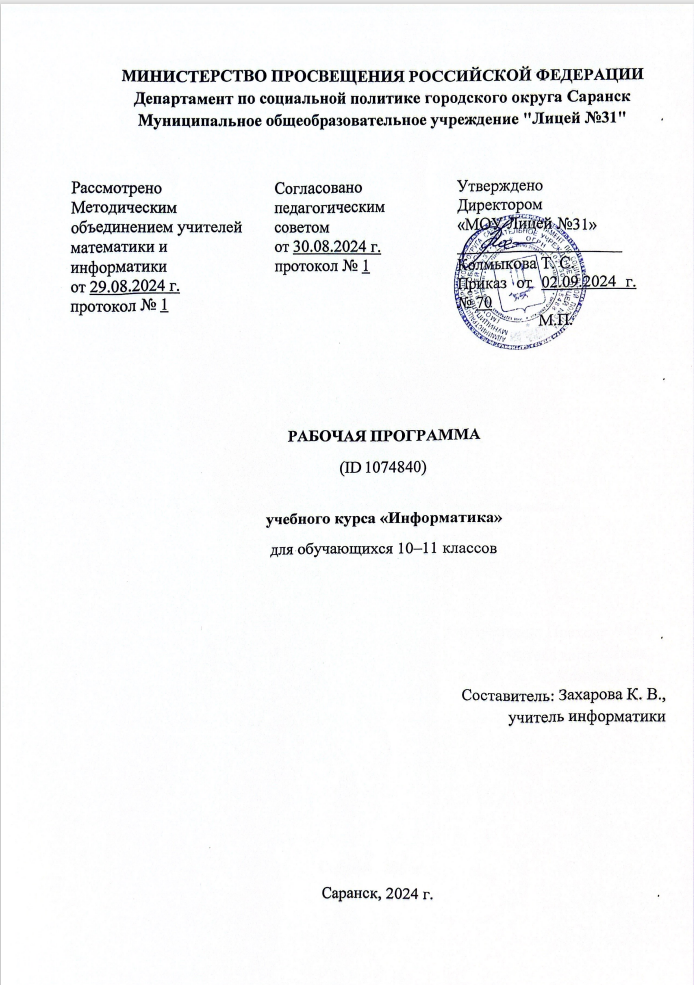 МИНИСТЕРСТВО ПРОСВЕЩЕНИЯ РОССИЙСКОЙ ФЕДЕРАЦИИ
Департамент по социальной политике городского округа Саранск
Муниципальное общеобразовательное учреждение "Лицей №31"
Рассмотрено
Методическим
объединением учителей
математики и
информатики
от 29.08.2024 г.
протокол № 1
Согласовано
педагогическим
советом
от 30.08.2024 г.
протокол № 1
Утверждено
Директором
«МОУ Лицей №31»
Колмыкова Т. С.
Приказ от 02.09.2024 г.
№ 70
М.П.
РАБОЧАЯ ПРОГРАММА
(ID 1074840)
учебного курса «Информатика»
для обучающихся 10–11 классов
Составитель: Захарова К. В.,
учитель информатики
Саранск, 2024 г.